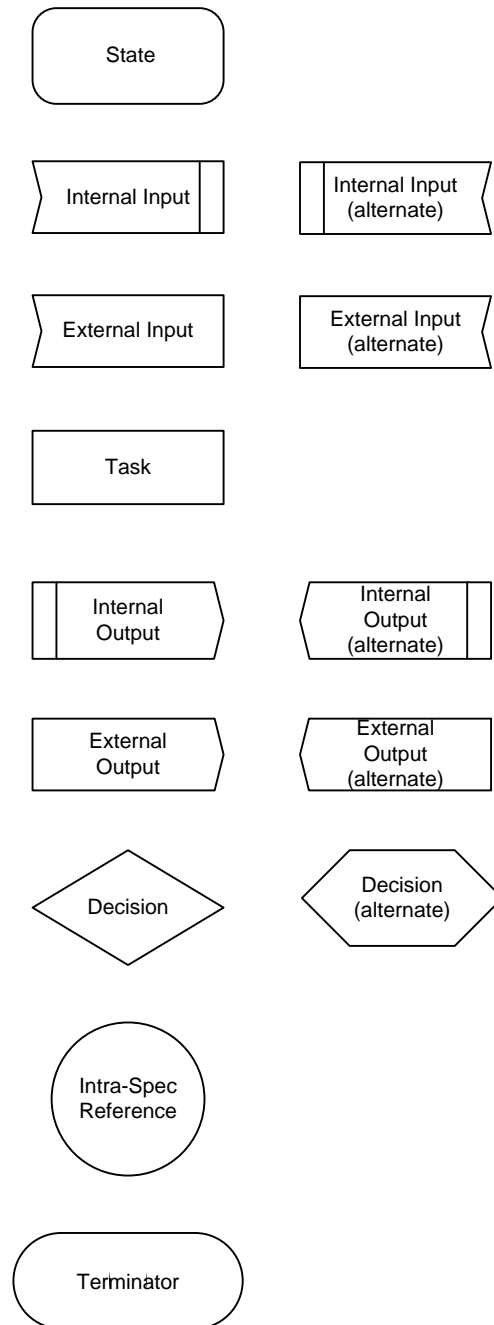 State
Internal Input
Internal Input
(alternate)
External Input
External Input
(alternate)
Task
Internal
Output
Internal
Output
(alternate)
External
Output
External
Output
(alternate)
Decision
Decision
(alternate)
Intra-Spec
Reference
Terminator